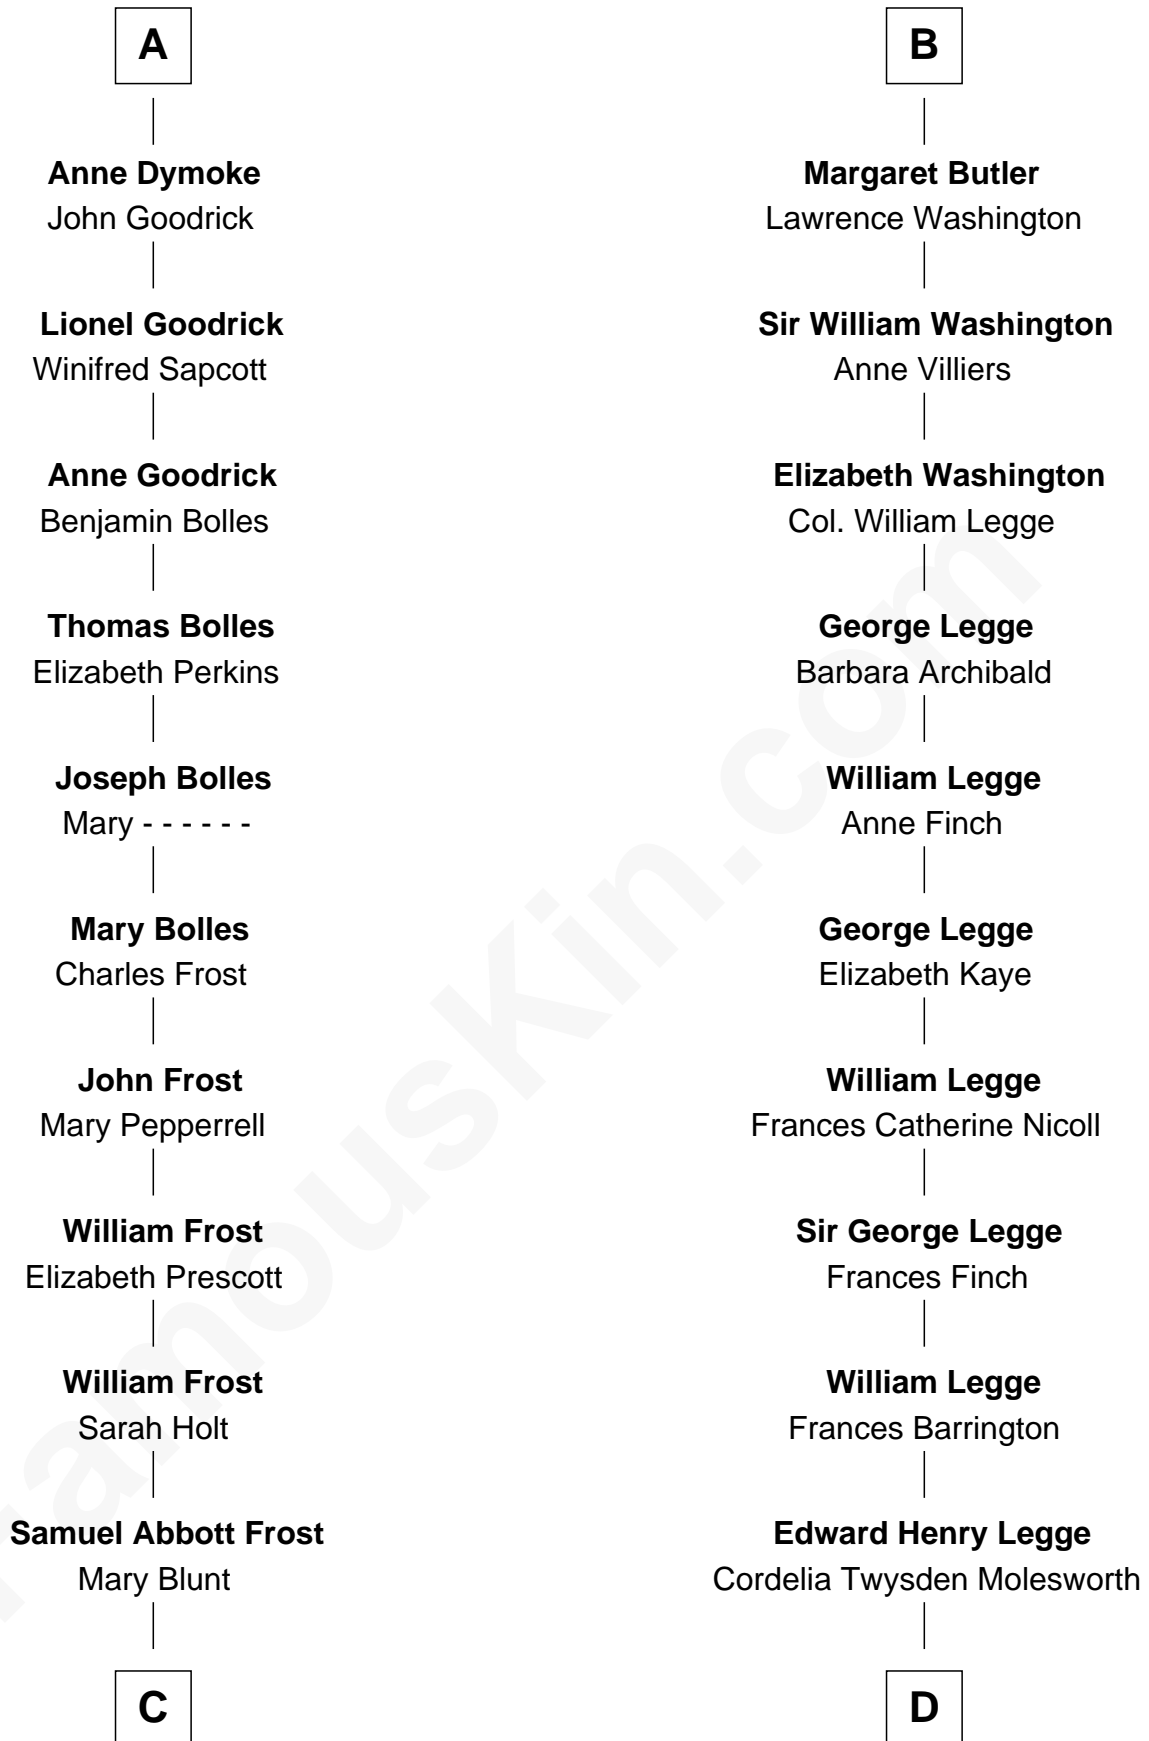 A
Anne Dymoke
John Goodrick
Lionel Goodrick
Winifred Sapcott
Anne Goodrick
Benjamin Bolles
Thomas Bolles
Elizabeth Perkins
Joseph Bolles
Mary - - - - - -
Mary Bolles
Charles Frost
John Frost
Mary Pepperrell
William Frost
Elizabeth Prescott
William Frost
Sarah Holt
Samuel Abbott Frost
Mary Blunt
C
B
Margaret Butler
Lawrence Washington
Sir William Washington
Anne Villiers
Elizabeth Washington
Col. William Legge
George Legge
Barbara Archibald
William Legge
Anne Finch
George Legge
Elizabeth Kaye
William Legge
Frances Catherine Nicoll
Sir George Legge
Frances Finch
William Legge
Frances Barrington
Edward Henry Legge
Cordelia Twysden Molesworth
D
FamousKin.com